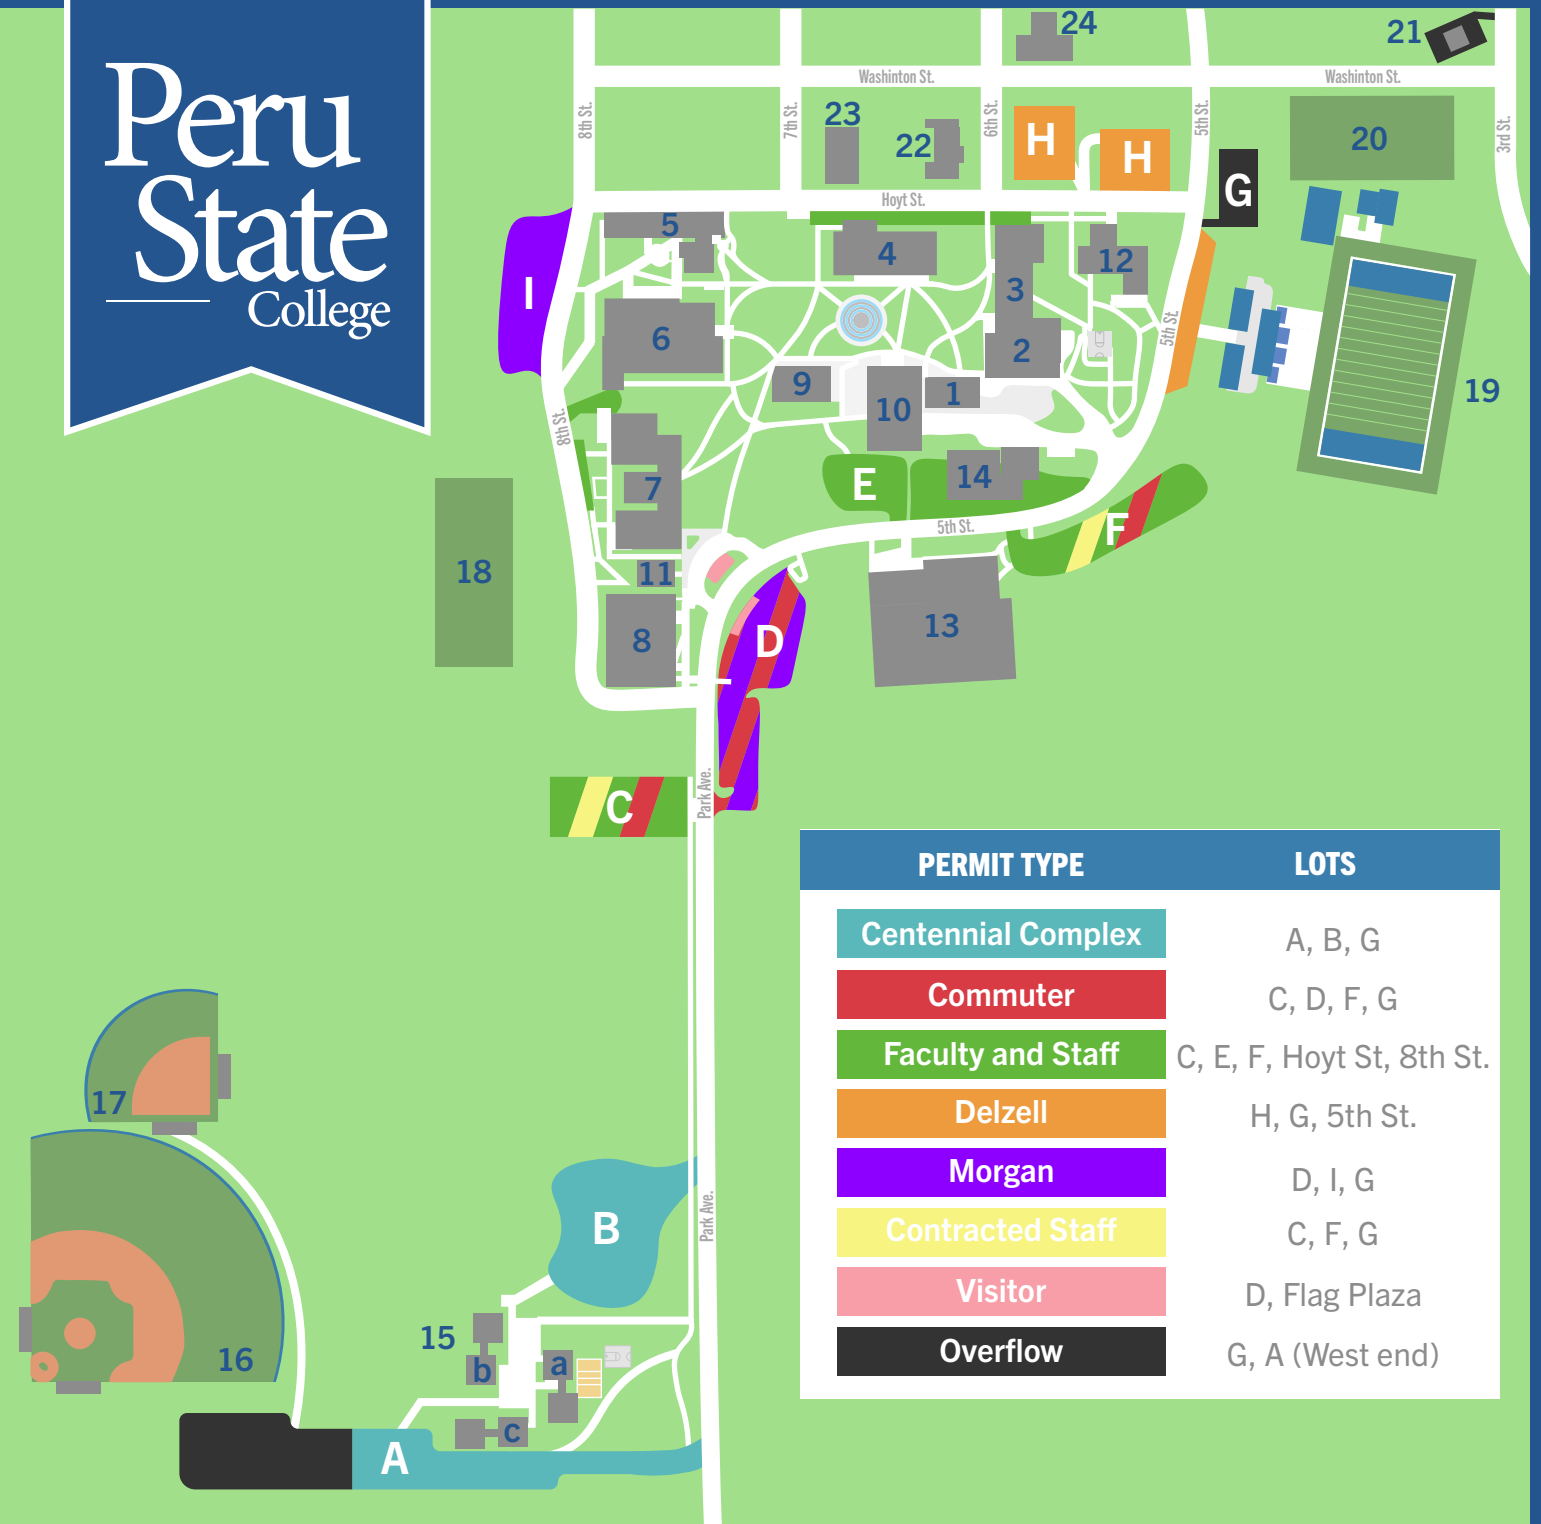 Peru
State
College
24
21
Washinton St.
Washinton St.
8th St.
7th St.
6th St.
5th St.
3rd St.
23
22
H
H
20
G
Hoyt St.
5
4
12
I
3
6
2
5th St.
9
10
1
19
8th St.
7
E
14
F
5th St.
18
11
8
D
13
C
Park Ave.
PERMIT TYPE
LOTS
Centennial Complex
A, B, G
Commuter
C, D, F, G
Faculty and Staff
C, E, F, Hoyt St, 8th St.
Delzell
H, G, 5th St.
Morgan
D, I, G
Contracted Staff
C, F, G
Visitor
D, Flag Plaza
Overflow
G, A (West end)
17
16
B
Park Ave.
15
b
a
c
A